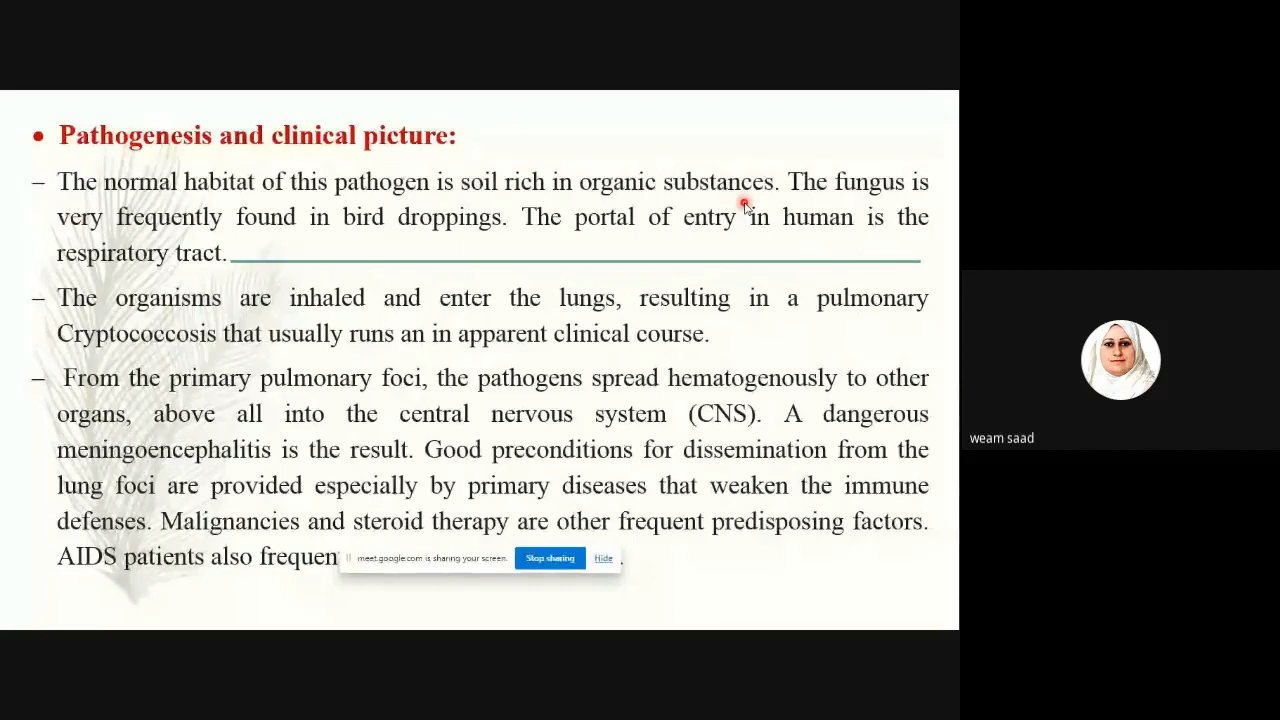 • Pathogenesis and clinical picture:
– The normal habitat of this pathogen is soil rich in organic substances. The fungus is
very frequently found in bird droppings. The portal of entry in human is the
respiratory tract.
– The organisms are inhaled and enter the lungs, resulting in a pulmonary
Cryptococcosis that usually runs an in apparent clinical course.
– From the primary pulmonary foci, the pathogens spread hematogenously to other
organs, above all into the central nervous system (CNS). A dangerous
meningoencephalitis is the result. Good preconditions for dissemination from the
lung foci are provided especially by primary diseases that weaken the immune
defenses. Malignancies and steroid therapy are other frequent predisposing factors.
AIDS patients also frequen
meet.google.com is sharing your screen. Stop sharing Hide
weam saad